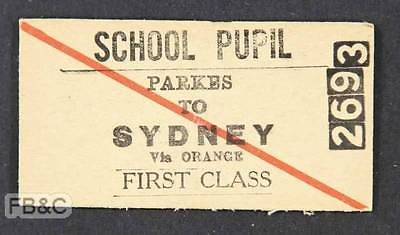 SCHOOL PUPIL
PARKES
TO
SYDNEY
Via ORANGE
FIRST CLASS
2693
FB&C